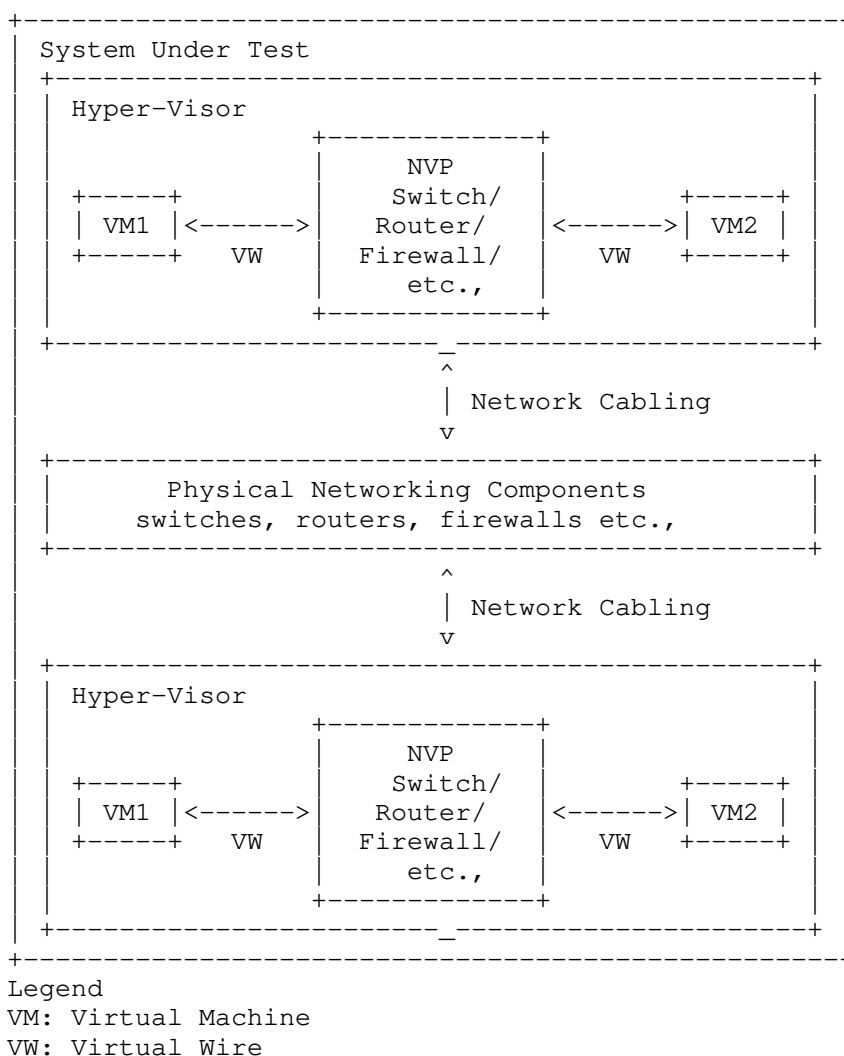 System Under Test
Hyper-Visor
NVP
Switch/
VM1 <------> Router/ <------> VM2
VW Firewall/ VW
etc.,
Network Cabling
Physical Networking Components
switches, routers, firewalls etc.,
Network Cabling
Hyper-Visor
NVP
Switch/
VM1 <------> Router/ <------> VM2
VW Firewall/ VW
etc.,
Legend
VM: Virtual Machine
VW: Virtual Wire